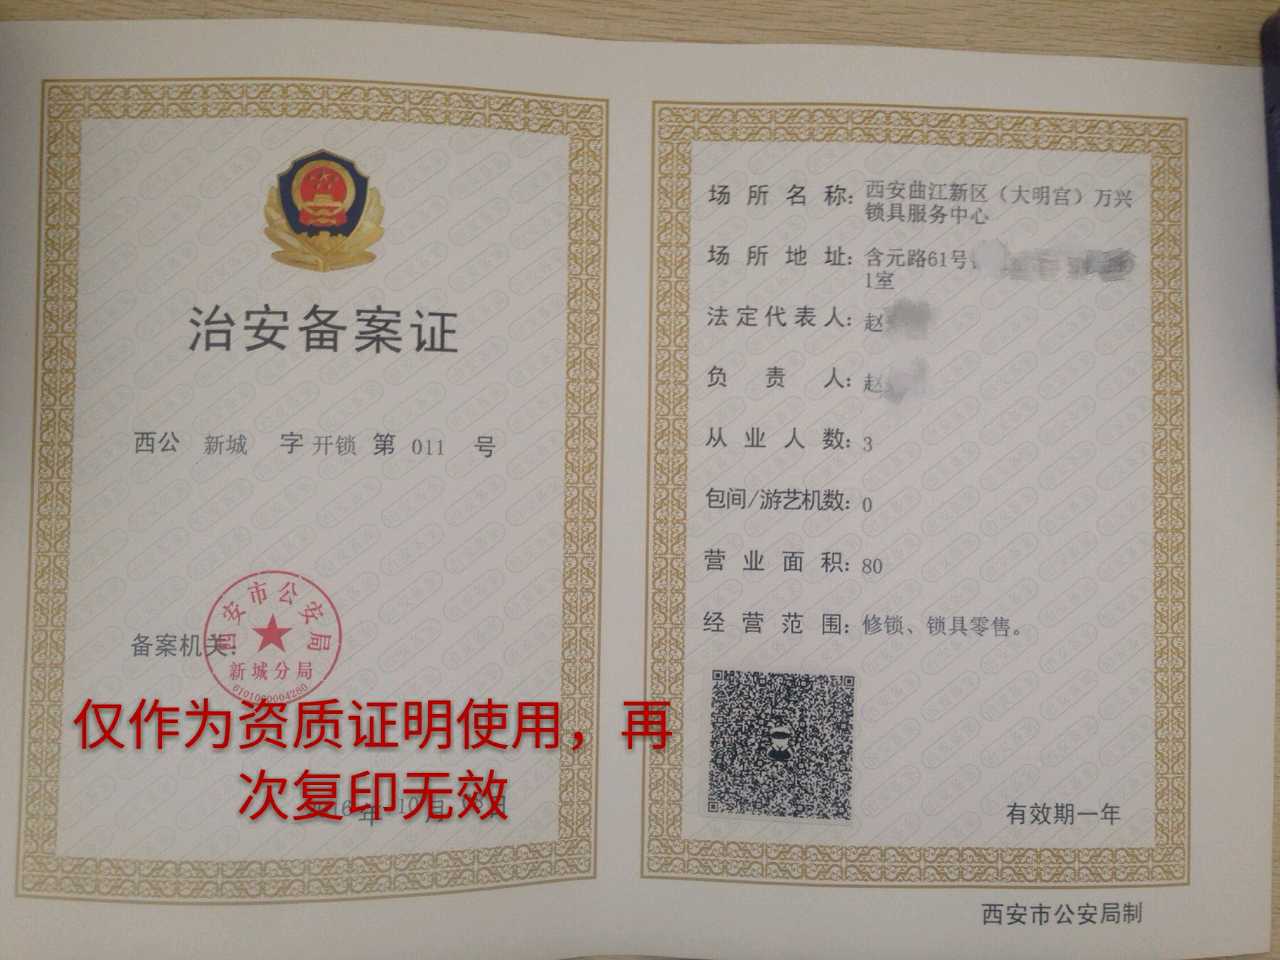 治安备案证
西公 新城 字 开锁 第 011 号
西安市公安局
新城分局
6101000004280
备案机关:
仅作为资质证明使用，再
次复印无效
年 10月 日
场所名称: 西安曲江新区（大明宫）万兴
锁具服务中心
场所地址: 含元路61号
1室
法定代表人: 赵
负责人: 赵
从业人数: 3
包间/游艺机数: 0
营业面积: 80
经营范围: 修锁、锁具零售。
有效期一年
西安市公安局制